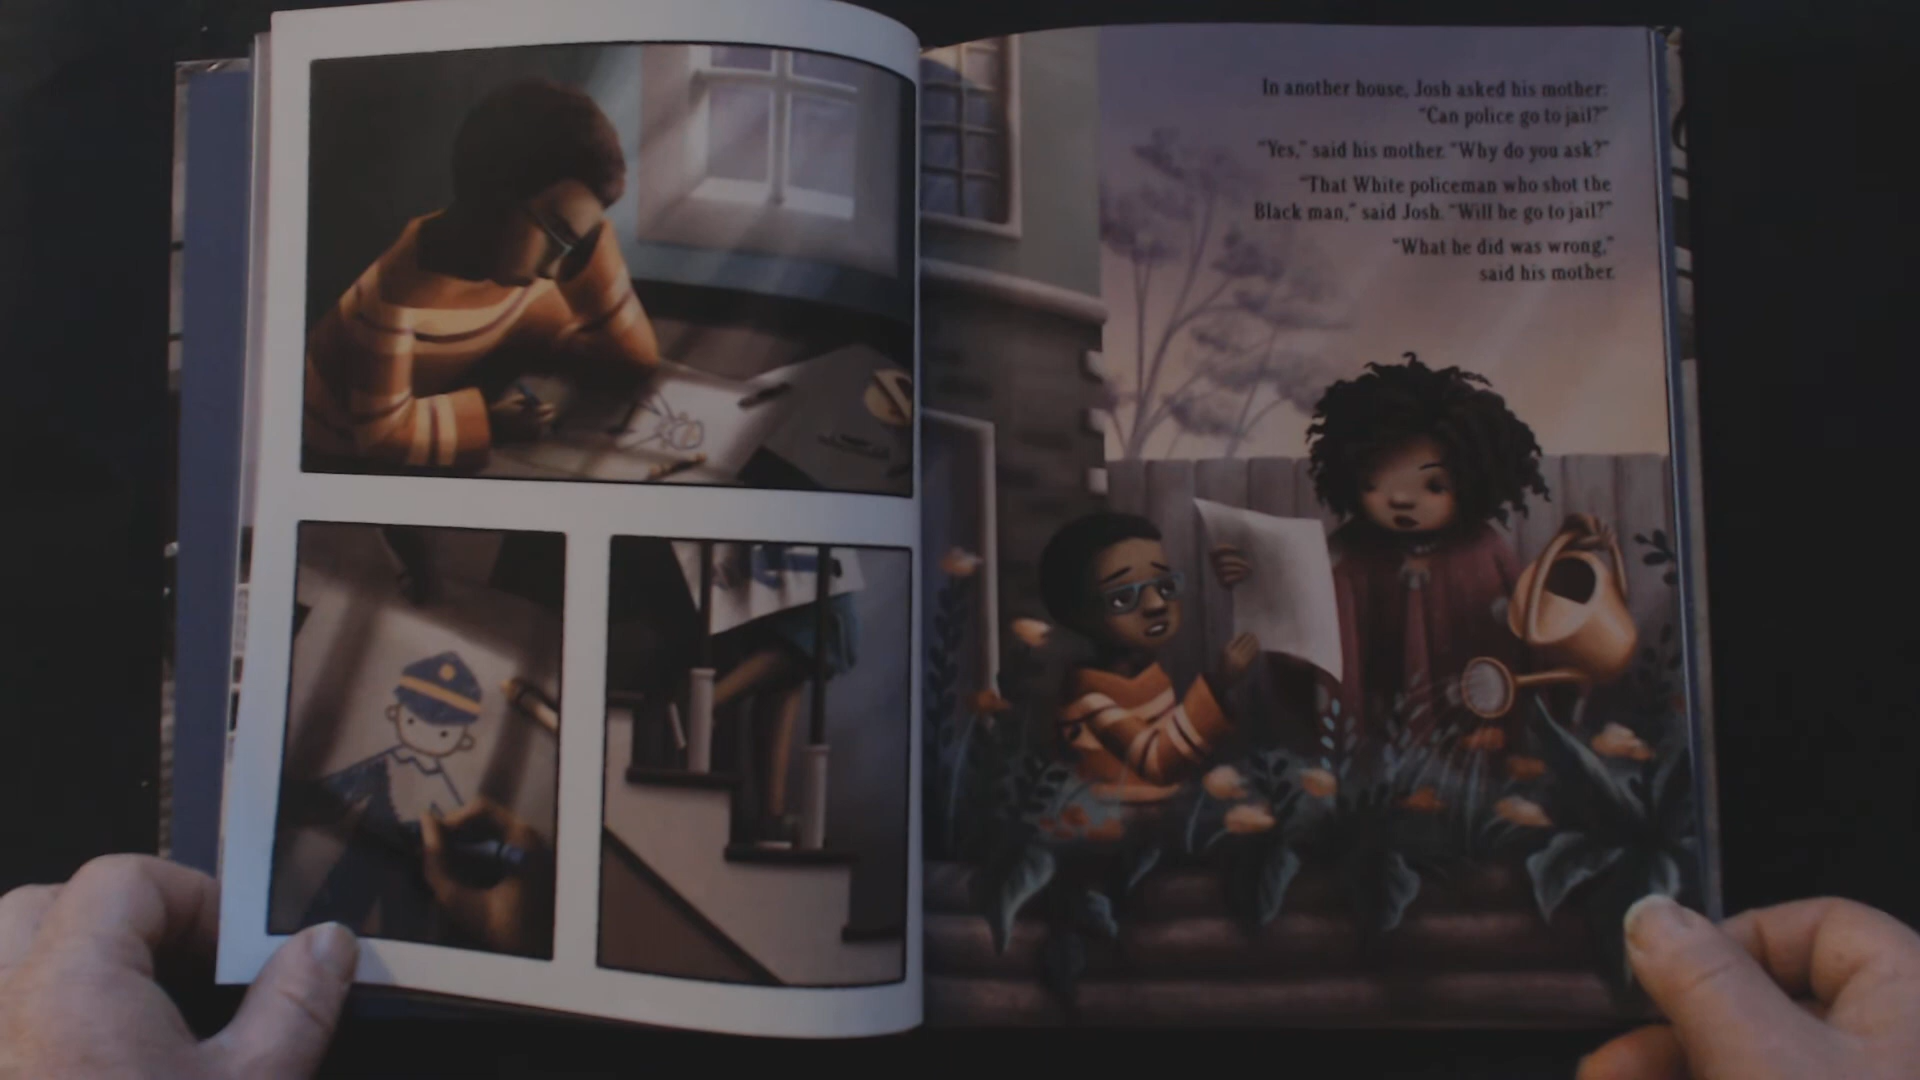 In another house, Josh asked his mother:
“Can police go to jail?”
“Yes,” said his mother. “Why do you ask?”
“That White policeman who shot the
Black man,” said Josh. “Will he go to jail?”
“What he did was wrong,”
said his mother.